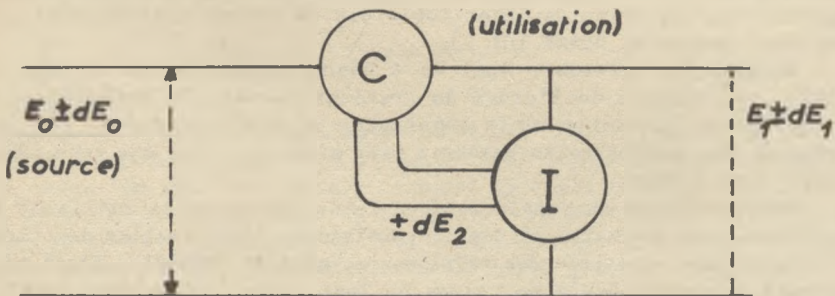 (utilisation)
C
E₀ ± dE₀
(source)
E₁ ± dE₁
I
± dE₂